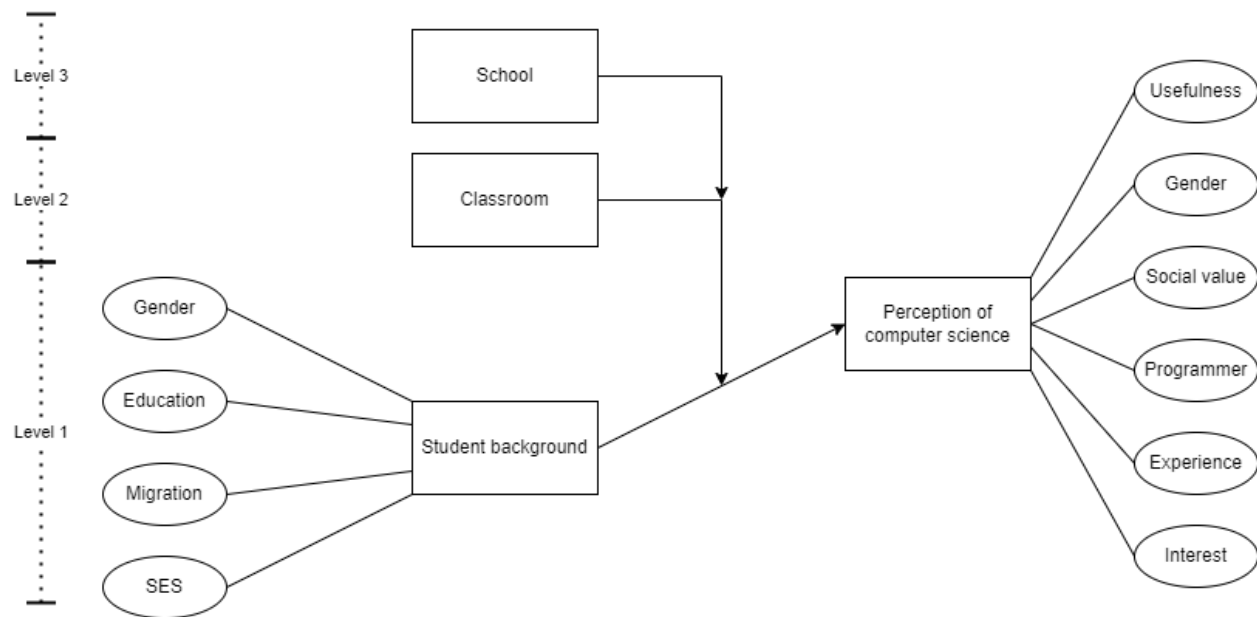 Level 3
School
Usefulness
Level 2
Classroom
Gender
Social value
Gender
Perception of
computer science
Programmer
Education
Level 1
Student background
Experience
Migration
Interest
SES